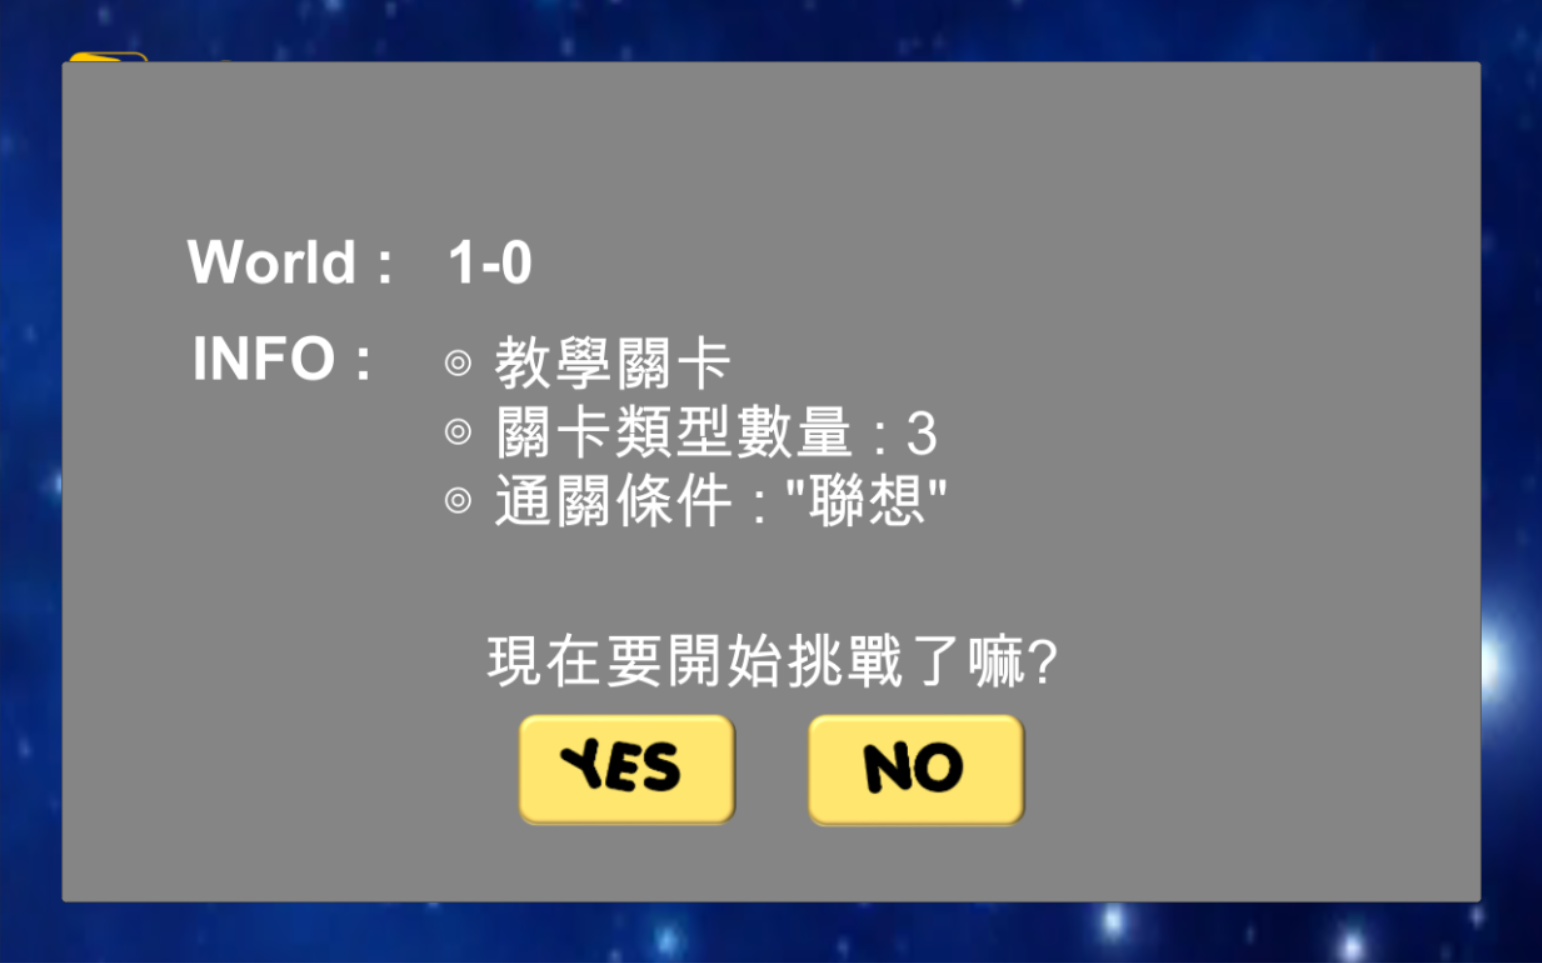 World : 1-0
INFO : ◎ 教學關卡
◎ 關卡類型數量 : 3
◎ 通關條件 : "聯想"
現在要開始挑戰了嘛?
YES NO